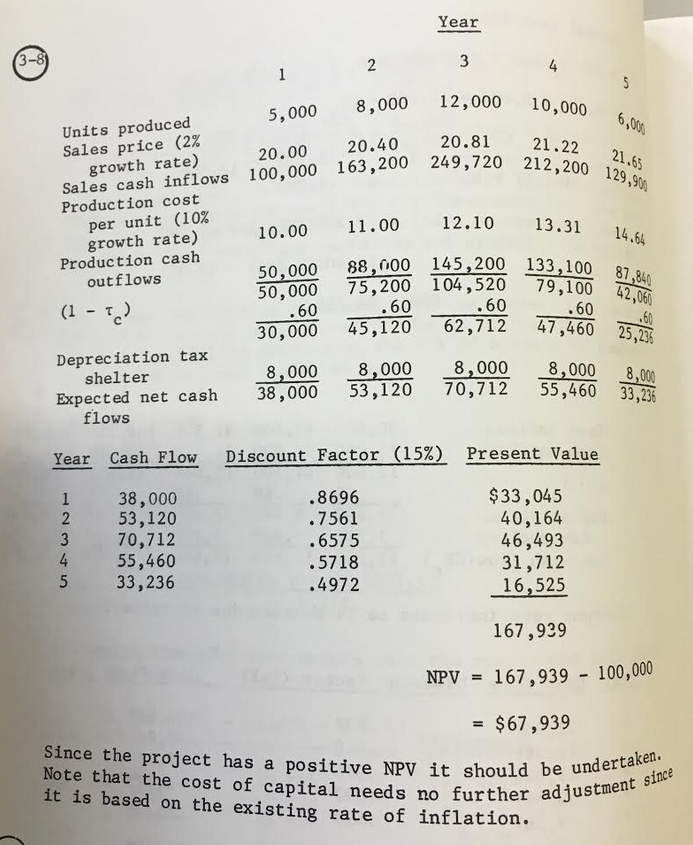 Year
3-8
1 2 3 4 5
Units produced 5,000 8,000 12,000 10,000 6,000
Sales price (2%
growth rate) 20.00 20.40 20.81 21.22 21.65
Sales cash inflows 100,000 163,200 249,720 212,200 129,900
Production cost
per unit (10%
growth rate) 10.00 11.00 12.10 13.31 14.64
Production cash
outflows 50,000 88,000 145,200 133,100 87,840
50,000 75,200 104,520 79,100 42,060
(1 - τc) .60 .60 .60 .60 .60
30,000 45,120 62,712 47,460 25,236
Depreciation tax
shelter 8,000 8,000 8,000 8,000 8,000
Expected net cash 38,000 53,120 70,712 55,460 33,236
flows
Year Cash Flow Discount Factor (15%) Present Value
1 38,000 .8696 $33,045
2 53,120 .7561 40,164
3 70,712 .6575 46,493
4 55,460 .5718 31,712
5 33,236 .4972 16,525
167,939
NPV = 167,939 - 100,000
= $67,939
Since the project has a positive NPV it should be undertaken.
Note that the cost of capital needs no further adjustment since
it is based on the existing rate of inflation.